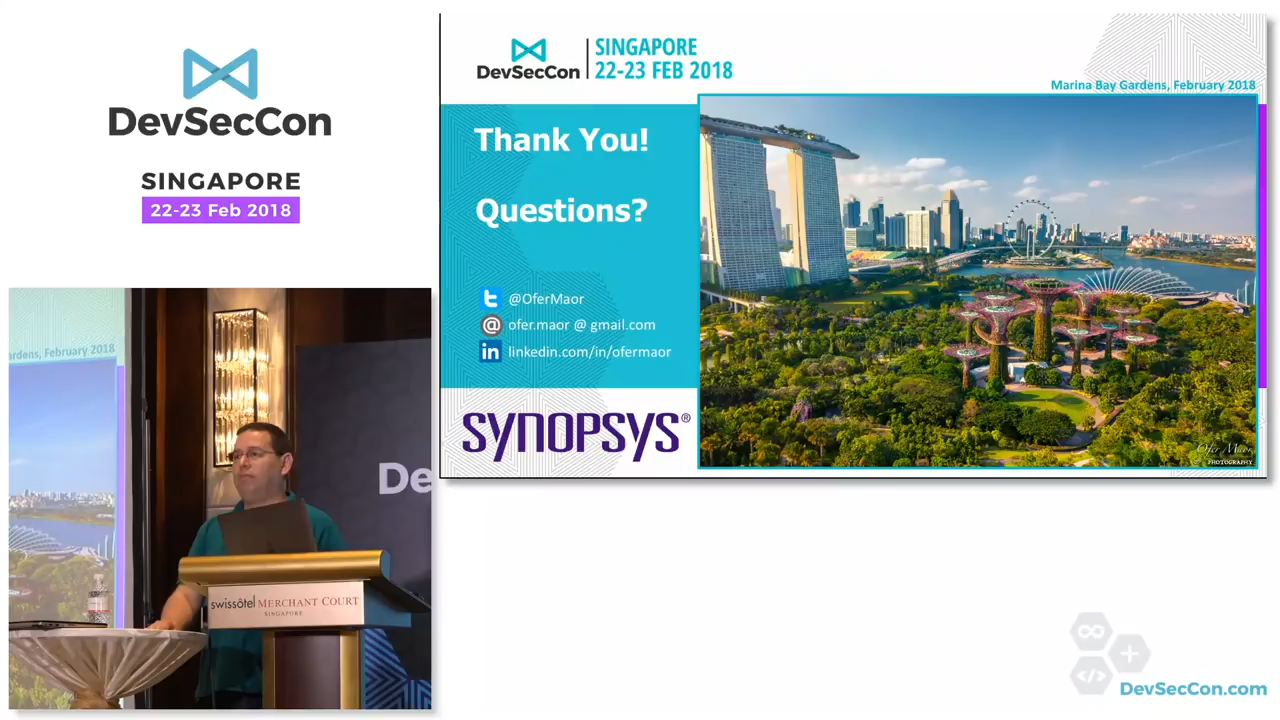 DevSecCon
SINGAPORE
22-23 Feb 2018
DevSecCon
SINGAPORE
22-23 FEB 2018
Marina Bay Gardens, February 2018
Thank You!
Questions?
@OferMaor
ofer.maor @ gmail.com
linkedin.com/in/ofermaor
SYNOPSYS®
Ofer Maor
PHOTOGRAPHY
ardens, February 2018
De
swissôtel MERCHANT COURT
SINGAPORE
DevSecCon.com